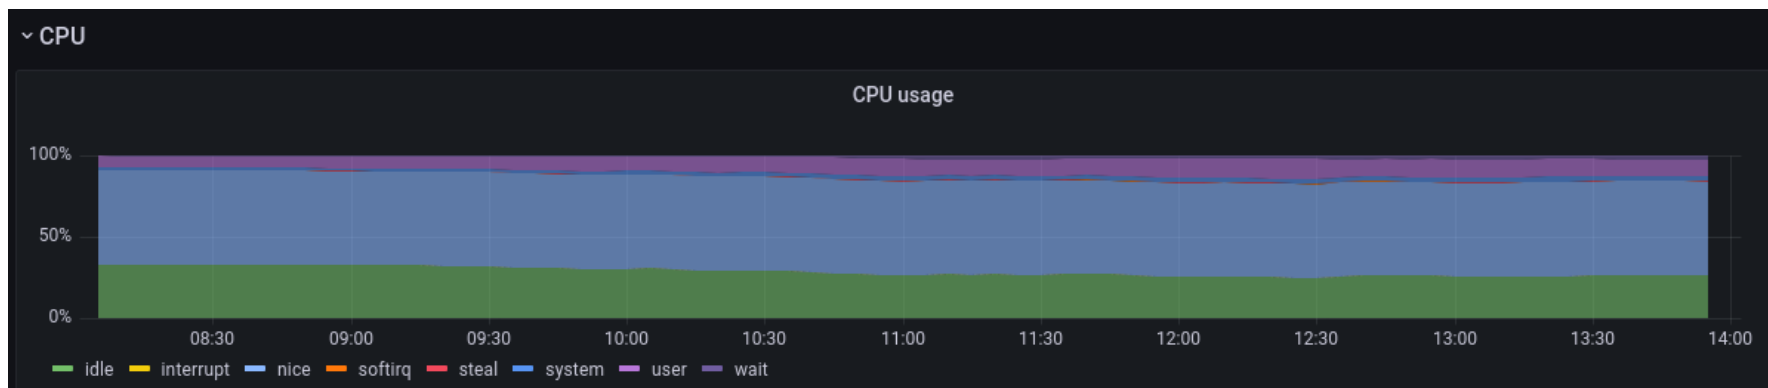 CPU
CPU usage
100%
50%
0%
08:30 09:00 09:30 10:00 10:30 11:00 11:30 12:00 12:30 13:00 13:30 14:00
idle interrupt nice softirq steal system user wait